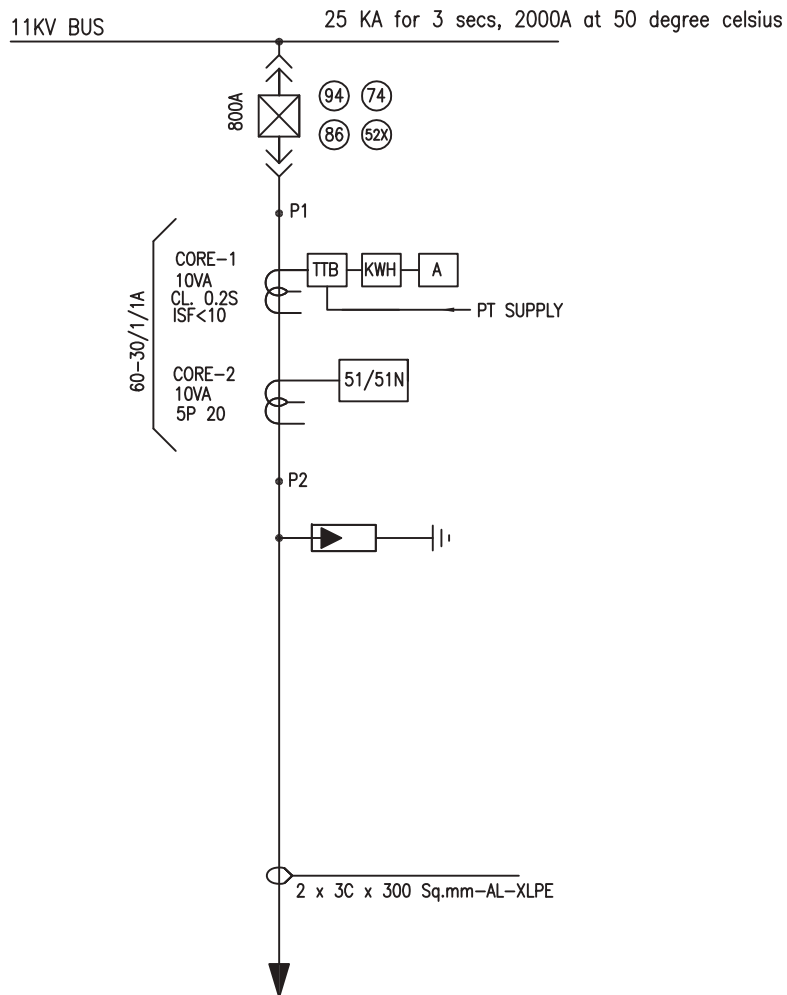 11KV BUS
25 KA for 3 secs, 2000A at 50 degree celsius
800A
94
74
86
52X
P1
60-30/1/1A
CORE-1
10VA
CL. 0.2S
ISF<10
TTB
KWH
A
PT SUPPLY
CORE-2
10VA
5P 20
51/51N
P2
2 x 3C x 300 Sq.mm-AL-XLPE